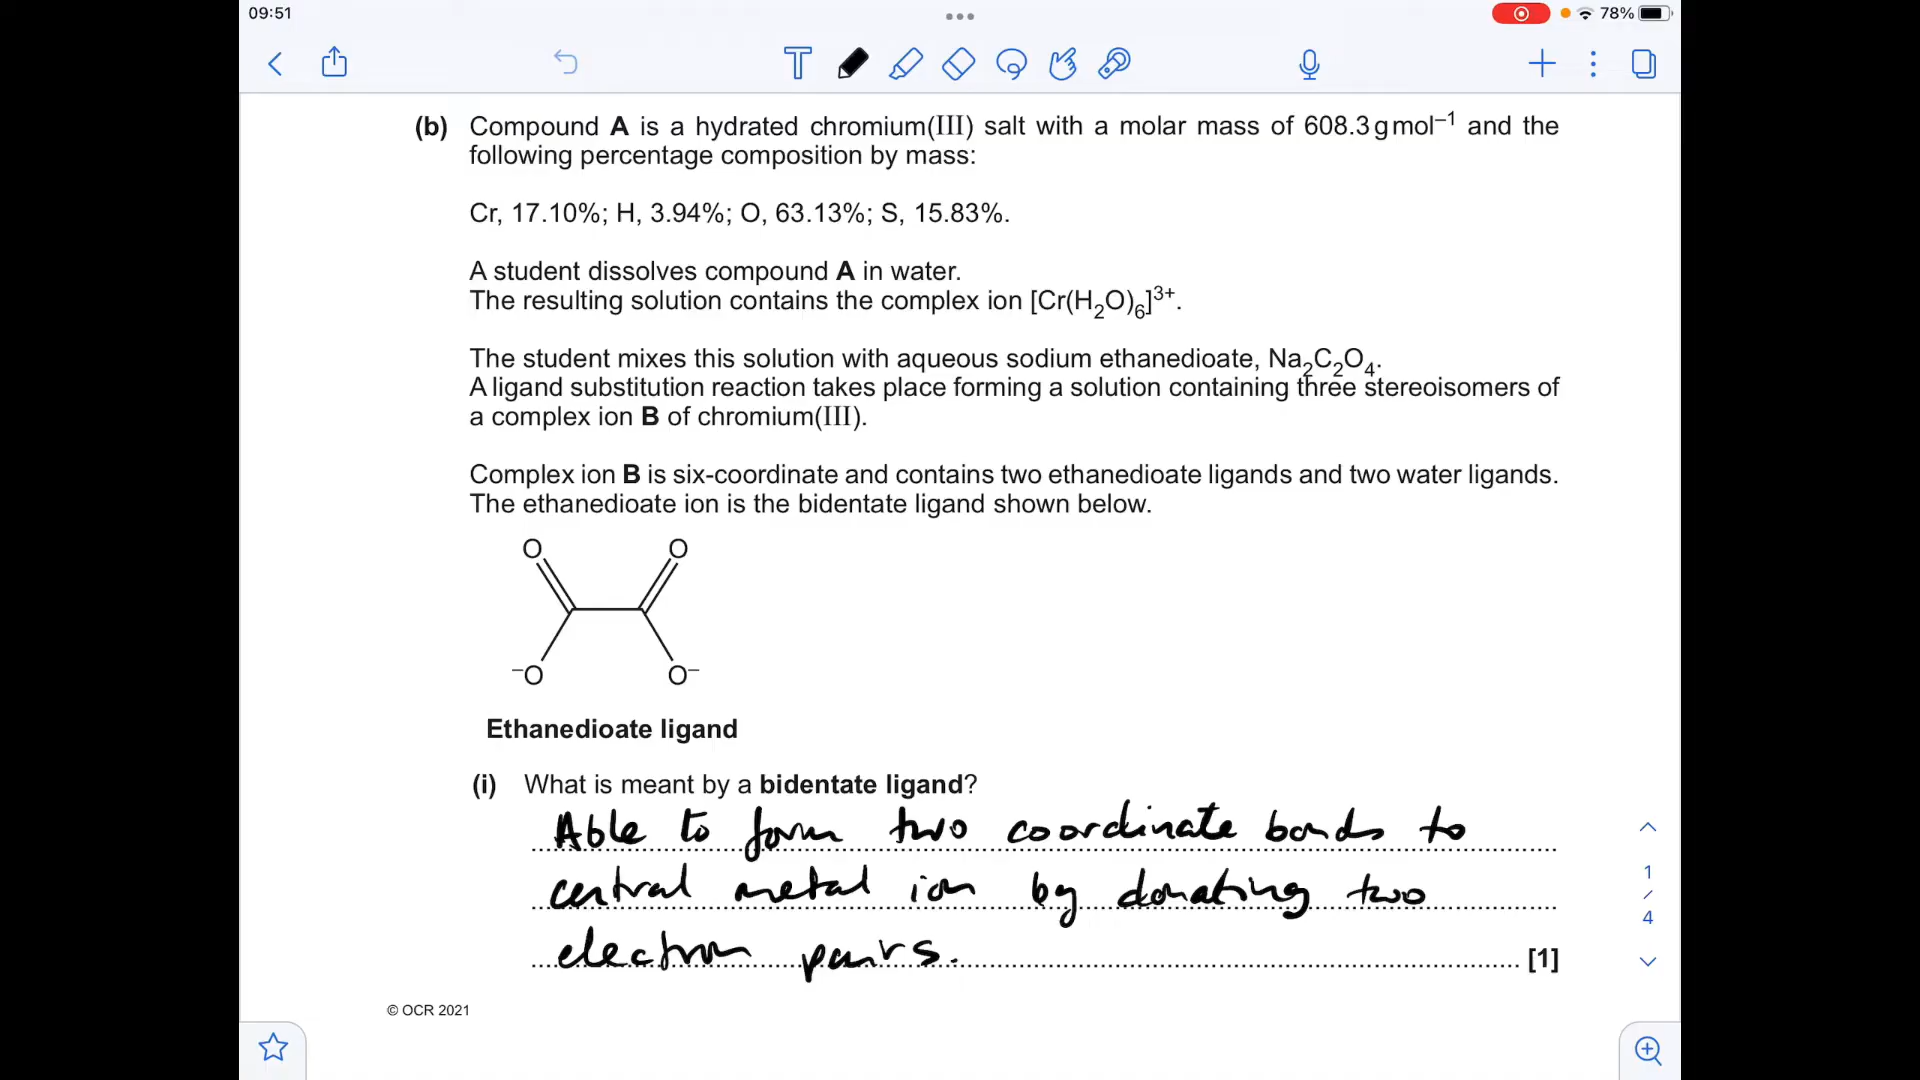 09:51
78%
T
(b) Compound A is a hydrated chromium(III) salt with a molar mass of 608.3 g mol⁻¹ and the
following percentage composition by mass:
Cr, 17.10%; H, 3.94%; O, 63.13%; S, 15.83%.
A student dissolves compound A in water.
The resulting solution contains the complex ion [Cr(H₂O)₆]³⁺.
The student mixes this solution with aqueous sodium ethanedioate, Na₂C₂O₄.
A ligand substitution reaction takes place forming a solution containing three stereoisomers of
a complex ion B of chromium(III).
Complex ion B is six-coordinate and contains two ethanedioate ligands and two water ligands.
The ethanedioate ion is the bidentate ligand shown below.
O O
⁻O O⁻
Ethanedioate ligand
(i) What is meant by a bidentate ligand?
Able to form two coordinate bonds to
central metal ion by donating two
electron pairs.
[1]
1
/
4
© OCR 2021